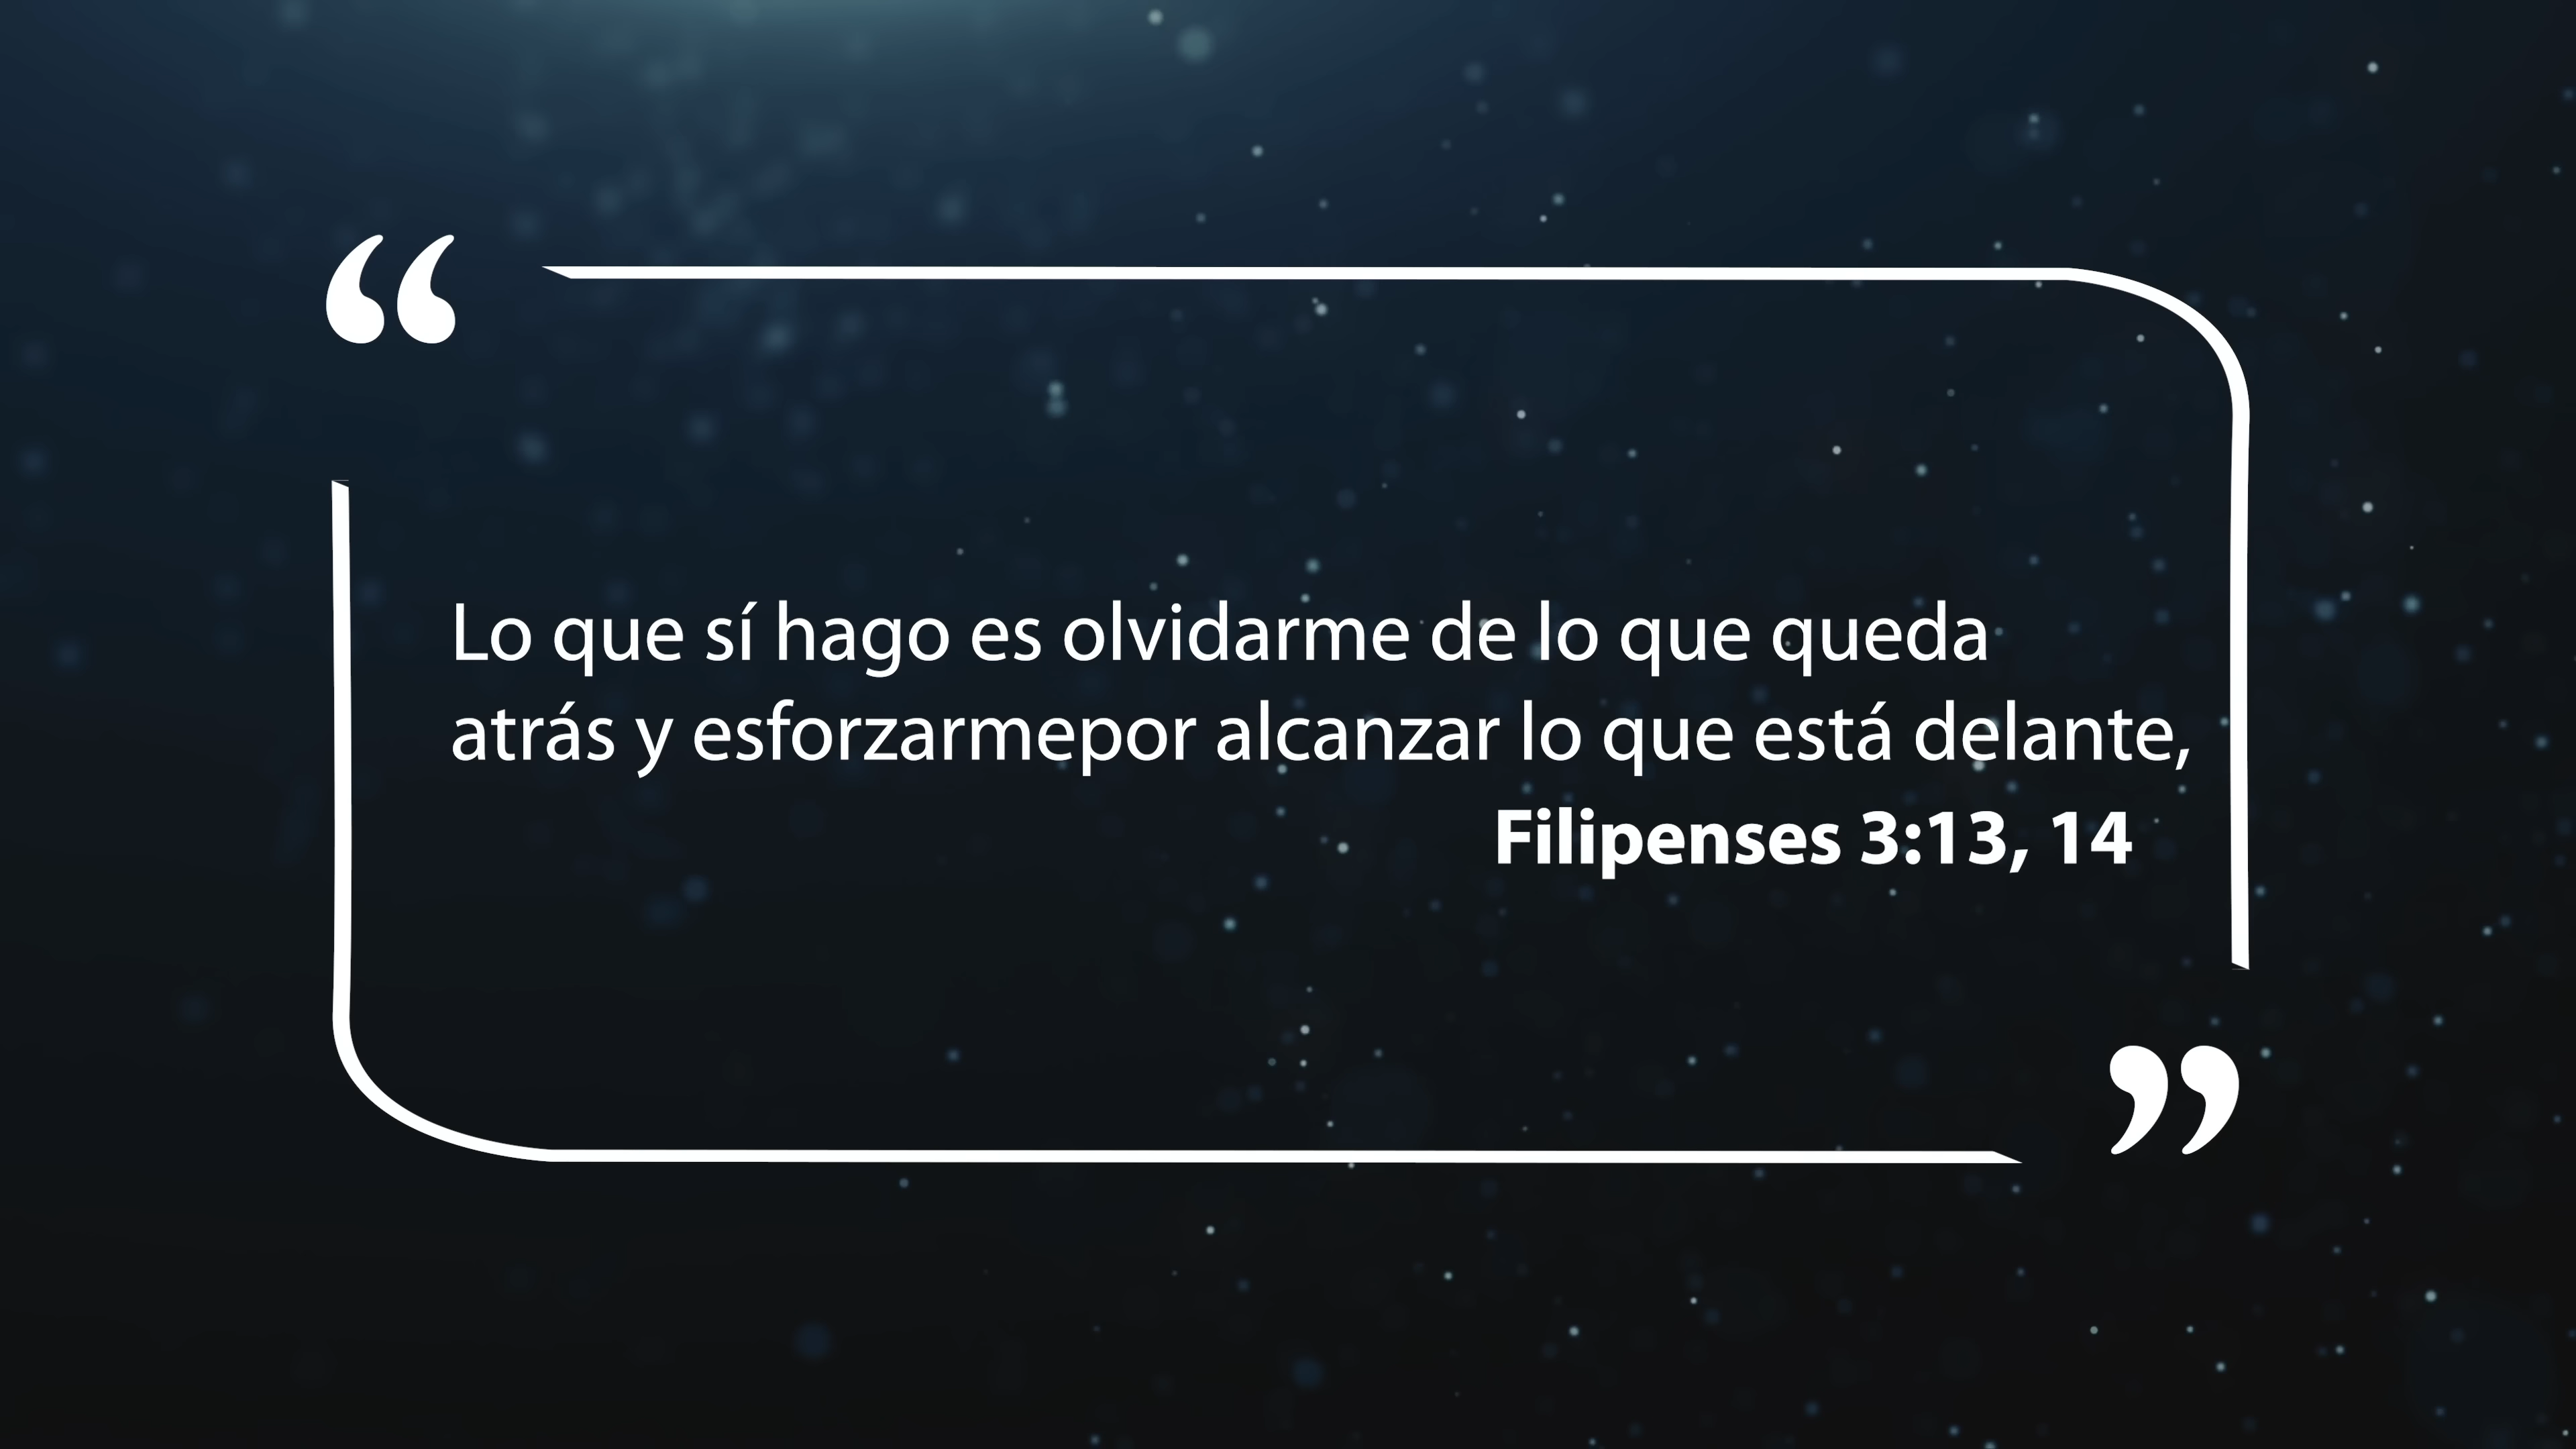 “
Lo que sí hago es olvidarme de lo que queda
atrás y esforzarmepor alcanzar lo que está delante,
Filipenses 3:13, 14
”